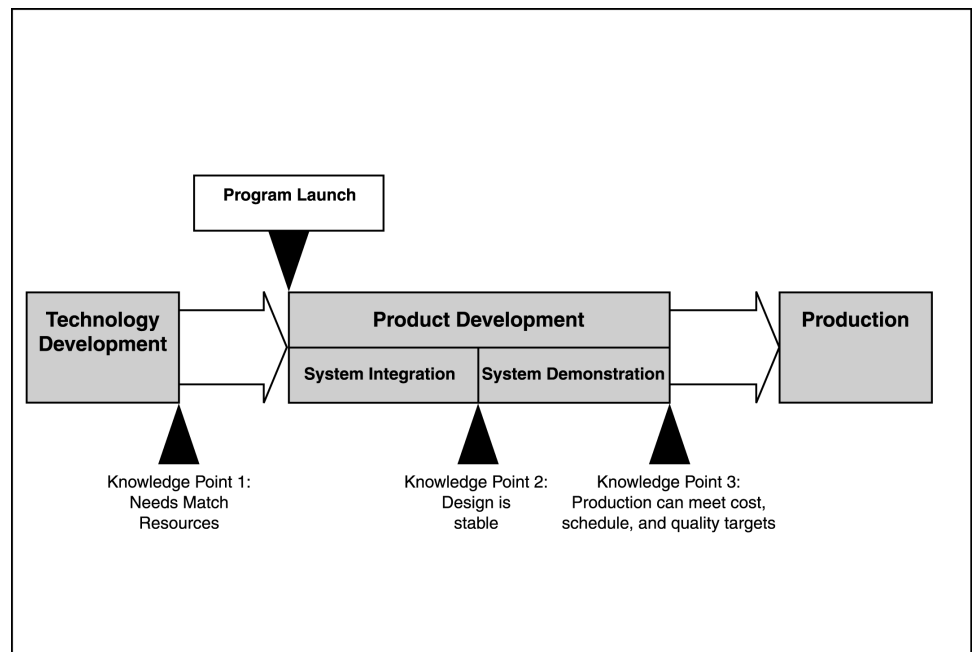 Program Launch
Technology
Development
Product Development
Production
System Integration
System Demonstration
Knowledge Point 1:
Needs Match
Resources
Knowledge Point 2:
Design is
stable
Knowledge Point 3:
Production can meet cost,
schedule, and quality targets